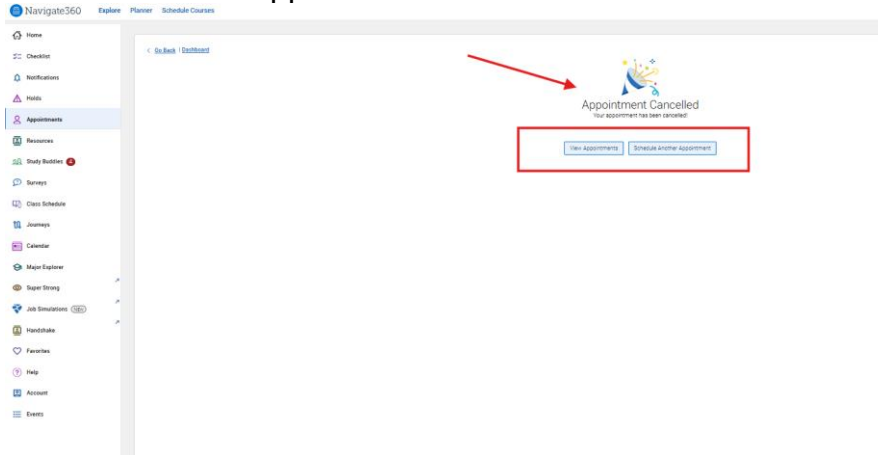 Navigate360 Explore Planner Schedule Courses
Home
Checklist
Notifications
Holds
Appointments
Resources
Study Buddies 4
Surveys
Class Schedule
Journeys
Calendar
Major Explorer
Super Strong
Job Simulations NEW
Handshake
Favorites
Help
Account
Events
< Go Back | Dashboard
Appointment Cancelled
Your appointment has been cancelled!
View Appointments Schedule Another Appointment